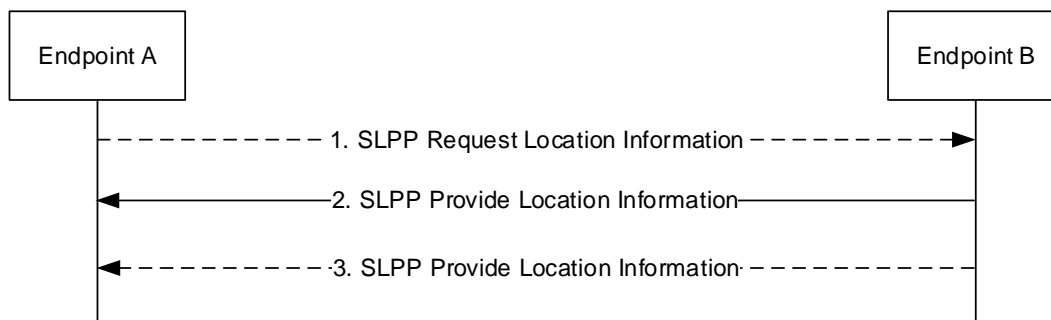 Endpoint A
Endpoint B
1. SLPP Request Location Information
2. SLPP Provide Location Information
3. SLPP Provide Location Information